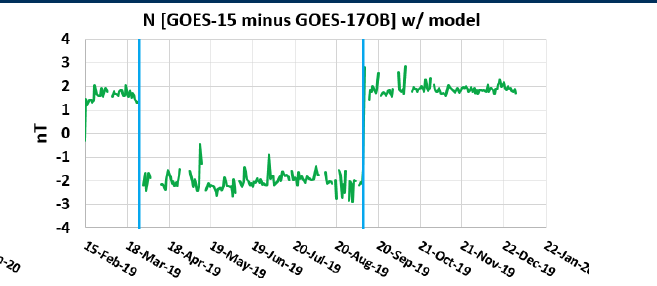 N [GOES-15 minus GOES-17OB] w/ model
4
3
2
1
0
-1
-2
-3
-4
nT
15-Feb-19
18-Mar-19
18-Apr-19
19-May-19
19-Jun-19
20-Jul-19
20-Aug-19
20-Sep-19
21-Oct-19
21-Nov-19
22-Dec-19
22-Jan-20
n-20